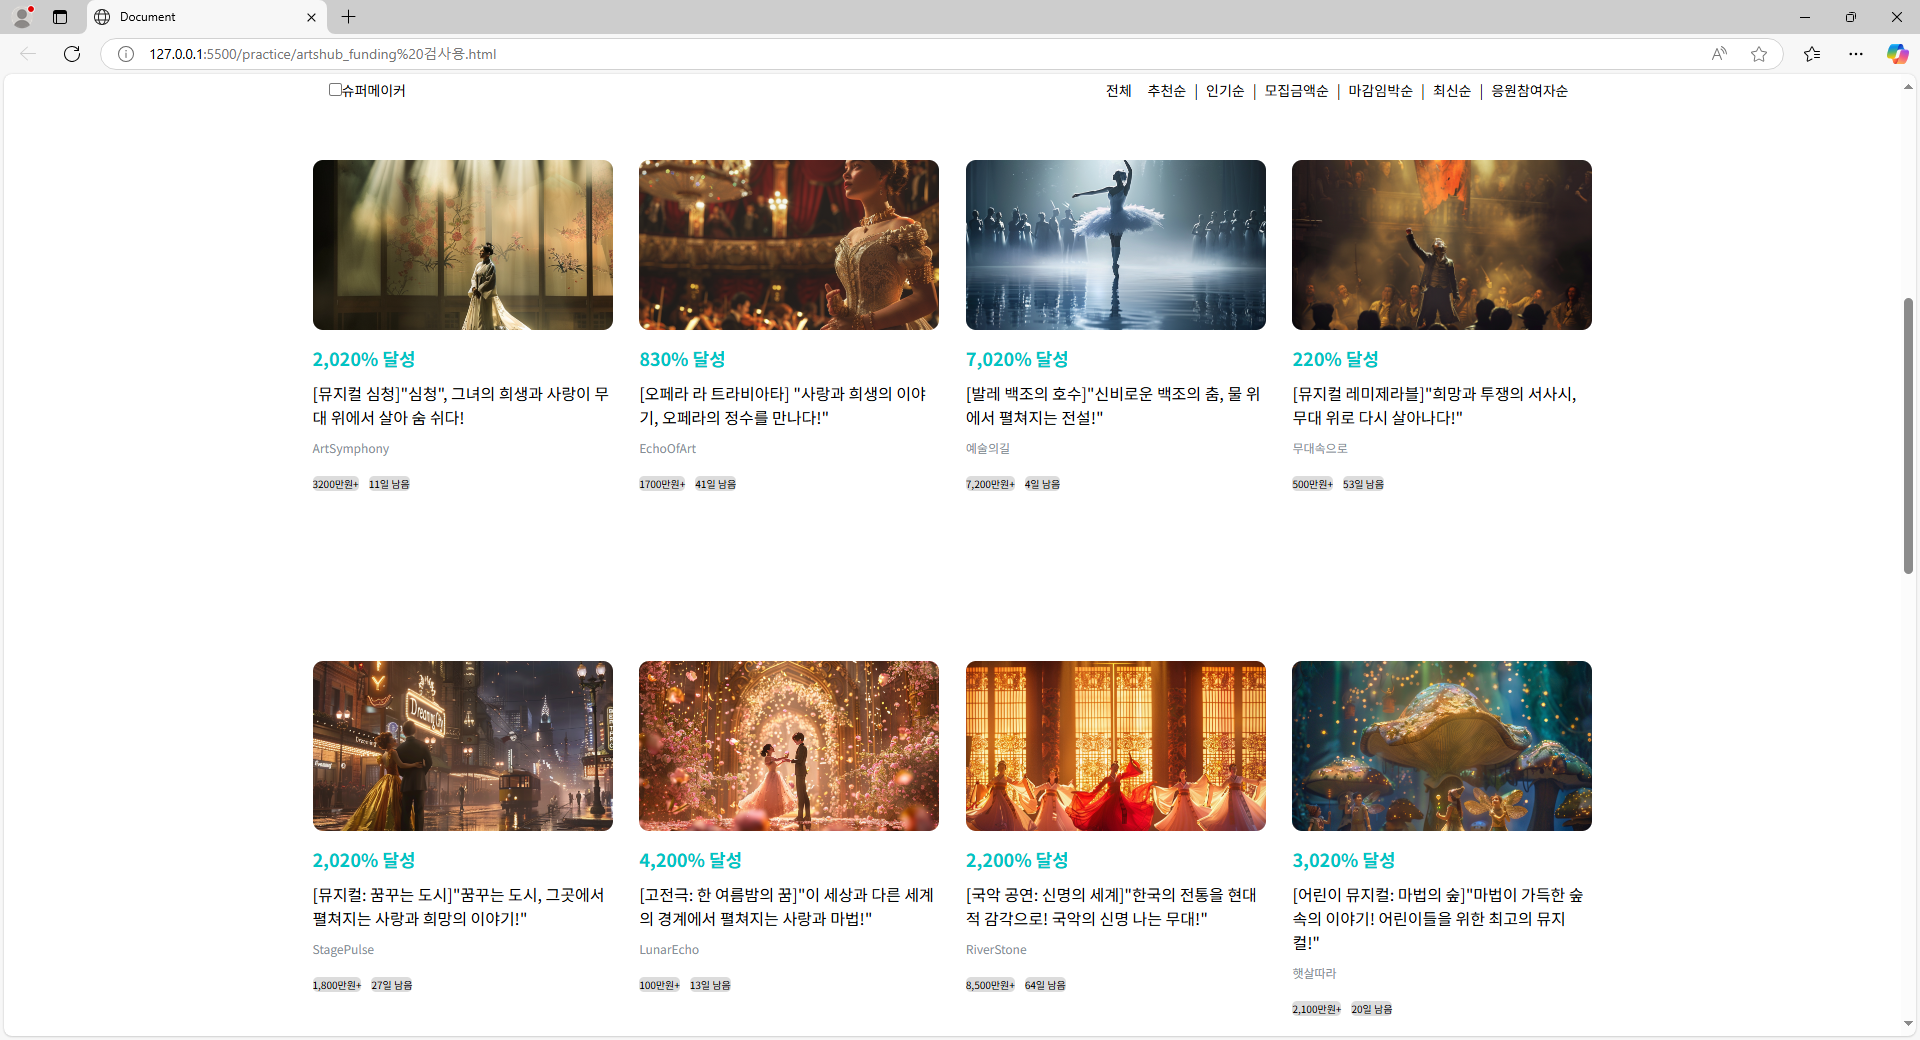 Document
127.0.0.1:5500/practice/artshub_funding%20검사용.html
슈퍼메이커
전체 추천순 | 인기순 | 모집금액순 | 마감임박순 | 최신순 | 응원참여자순
2,020% 달성
[뮤지컬 심청]"심청", 그녀의 희생과 사랑이 무
대 위에서 살아 숨 쉬다!
ArtSymphony
3200만원+ 11일 남음
830% 달성
[오페라 라 트라비아타] "사랑과 희생의 이야
기, 오페라의 정수를 만나다!"
EchoOfArt
1700만원+ 41일 남음
7,020% 달성
[발레 백조의 호수]"신비로운 백조의 춤, 물 위
에서 펼쳐지는 전설!"
예술의길
7,200만원+ 4일 남음
220% 달성
[뮤지컬 레미제라블]"희망과 투쟁의 서사시,
무대 위로 다시 살아나다!"
무대속으로
500만원+ 53일 남음
Dreamy City
2,020% 달성
[뮤지컬: 꿈꾸는 도시]"꿈꾸는 도시, 그곳에서
펼쳐지는 사랑과 희망의 이야기!"
StagePulse
1,800만원+ 27일 남음
4,200% 달성
[고전극: 한 여름밤의 꿈]"이 세상과 다른 세계
의 경계에서 펼쳐지는 사랑과 마법!"
LunarEcho
100만원+ 13일 남음
2,200% 달성
[국악 공연: 신명의 세계]"한국의 전통을 현대
적 감각으로! 국악의 신명 나는 무대!"
RiverStone
8,500만원+ 64일 남음
3,020% 달성
[어린이 뮤지컬: 마법의 숲]"마법이 가득한 숲
속의 이야기! 어린이들을 위한 최고의 뮤지
컬!"
햇살따라
2,100만원+ 20일 남음